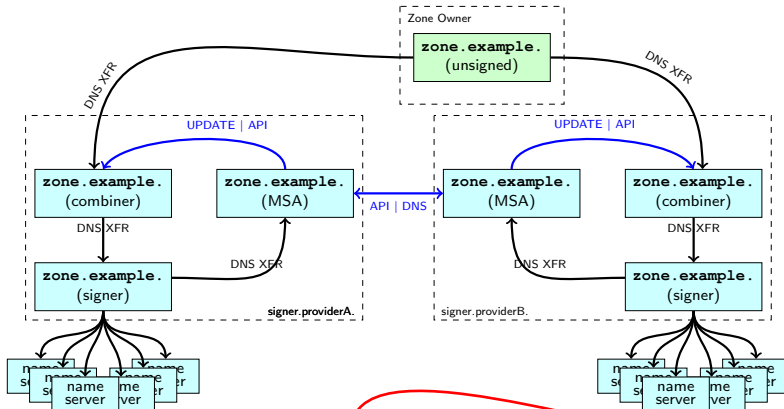 Zone Owner
zone.example.
(unsigned)
DNS XFR
DNS XFR
UPDATE | API
UPDATE | API
zone.example.
(combiner)
zone.example.
(MSA)
API | DNS
zone.example.
(MSA)
zone.example.
(combiner)
DNS XFR
DNS XFR
DNS XFR
DNS XFR
zone.example.
(signer)
signer.providerA.
signer.providerB.
zone.example.
(signer)
name
server
name
server